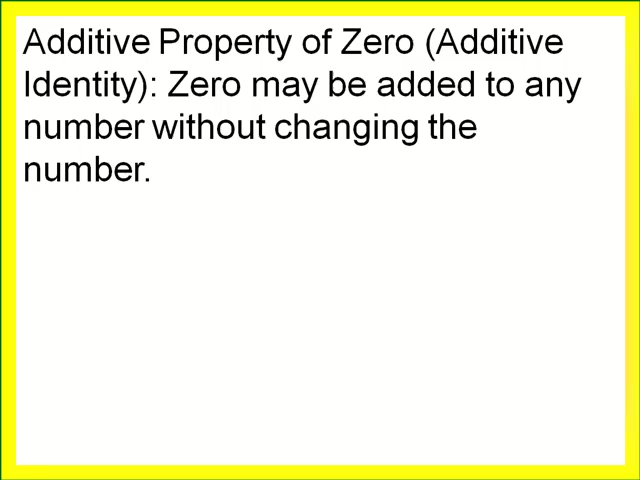 Additive Property of Zero (Additive
Identity): Zero may be added to any
number without changing the
number.